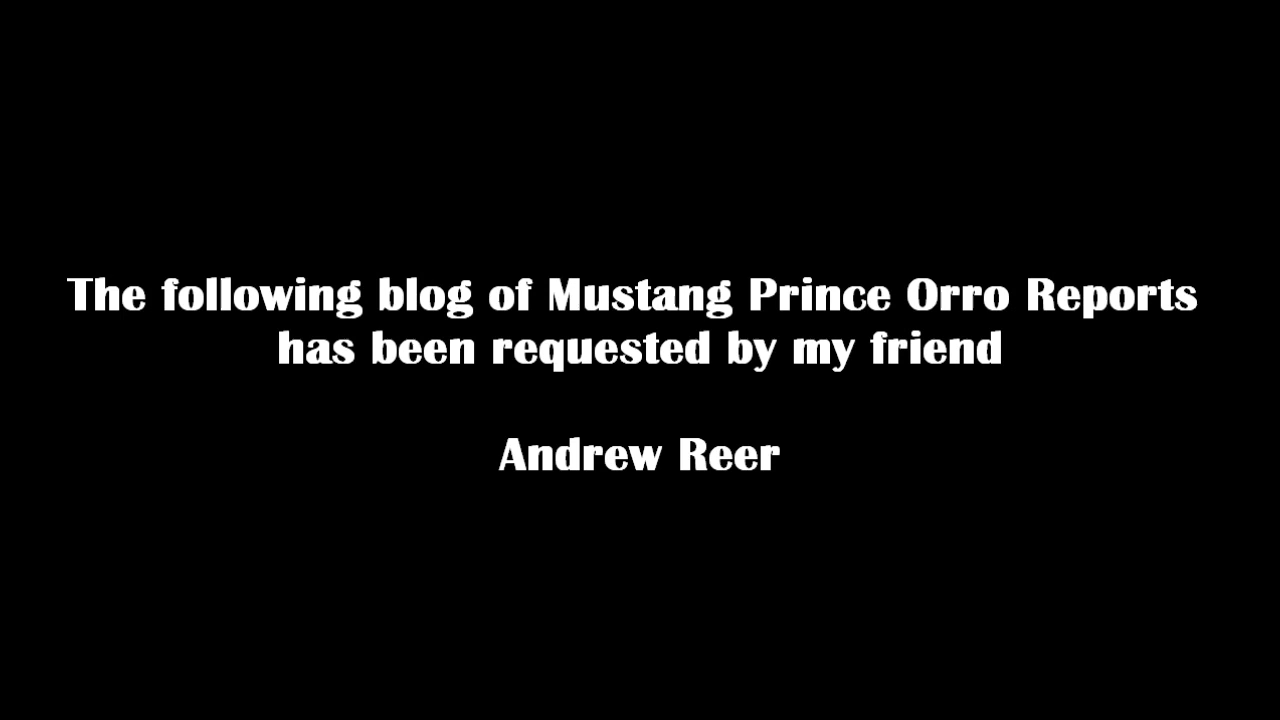 The following blog of Mustang Prince Orro Reports
has been requested by my friend
Andrew Reer